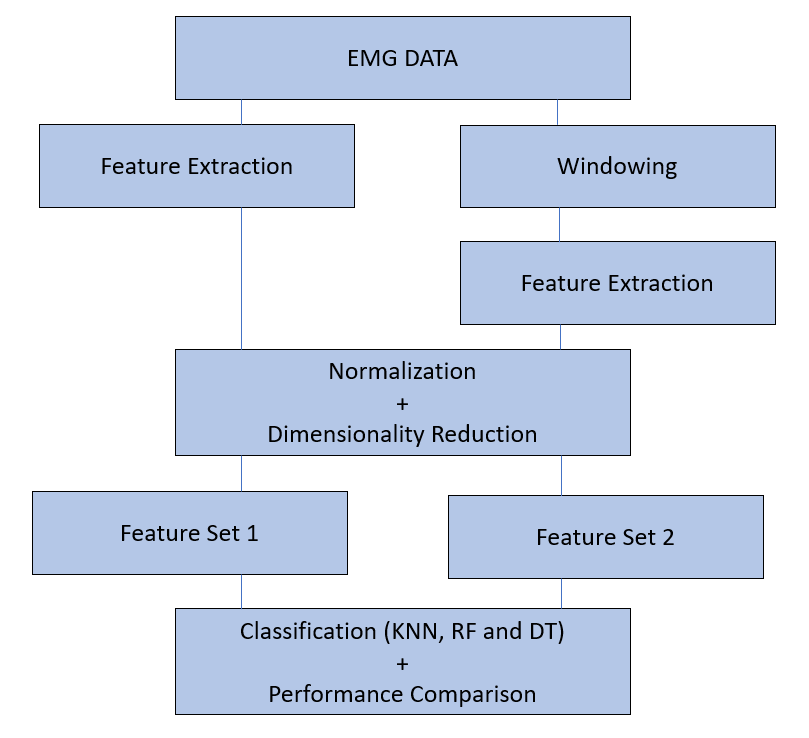 EMG DATA
Feature Extraction
Windowing
Feature Extraction
Normalization
+
Dimensionality Reduction
Feature Set 1
Feature Set 2
Classification (KNN, RF and DT)
+
Performance Comparison